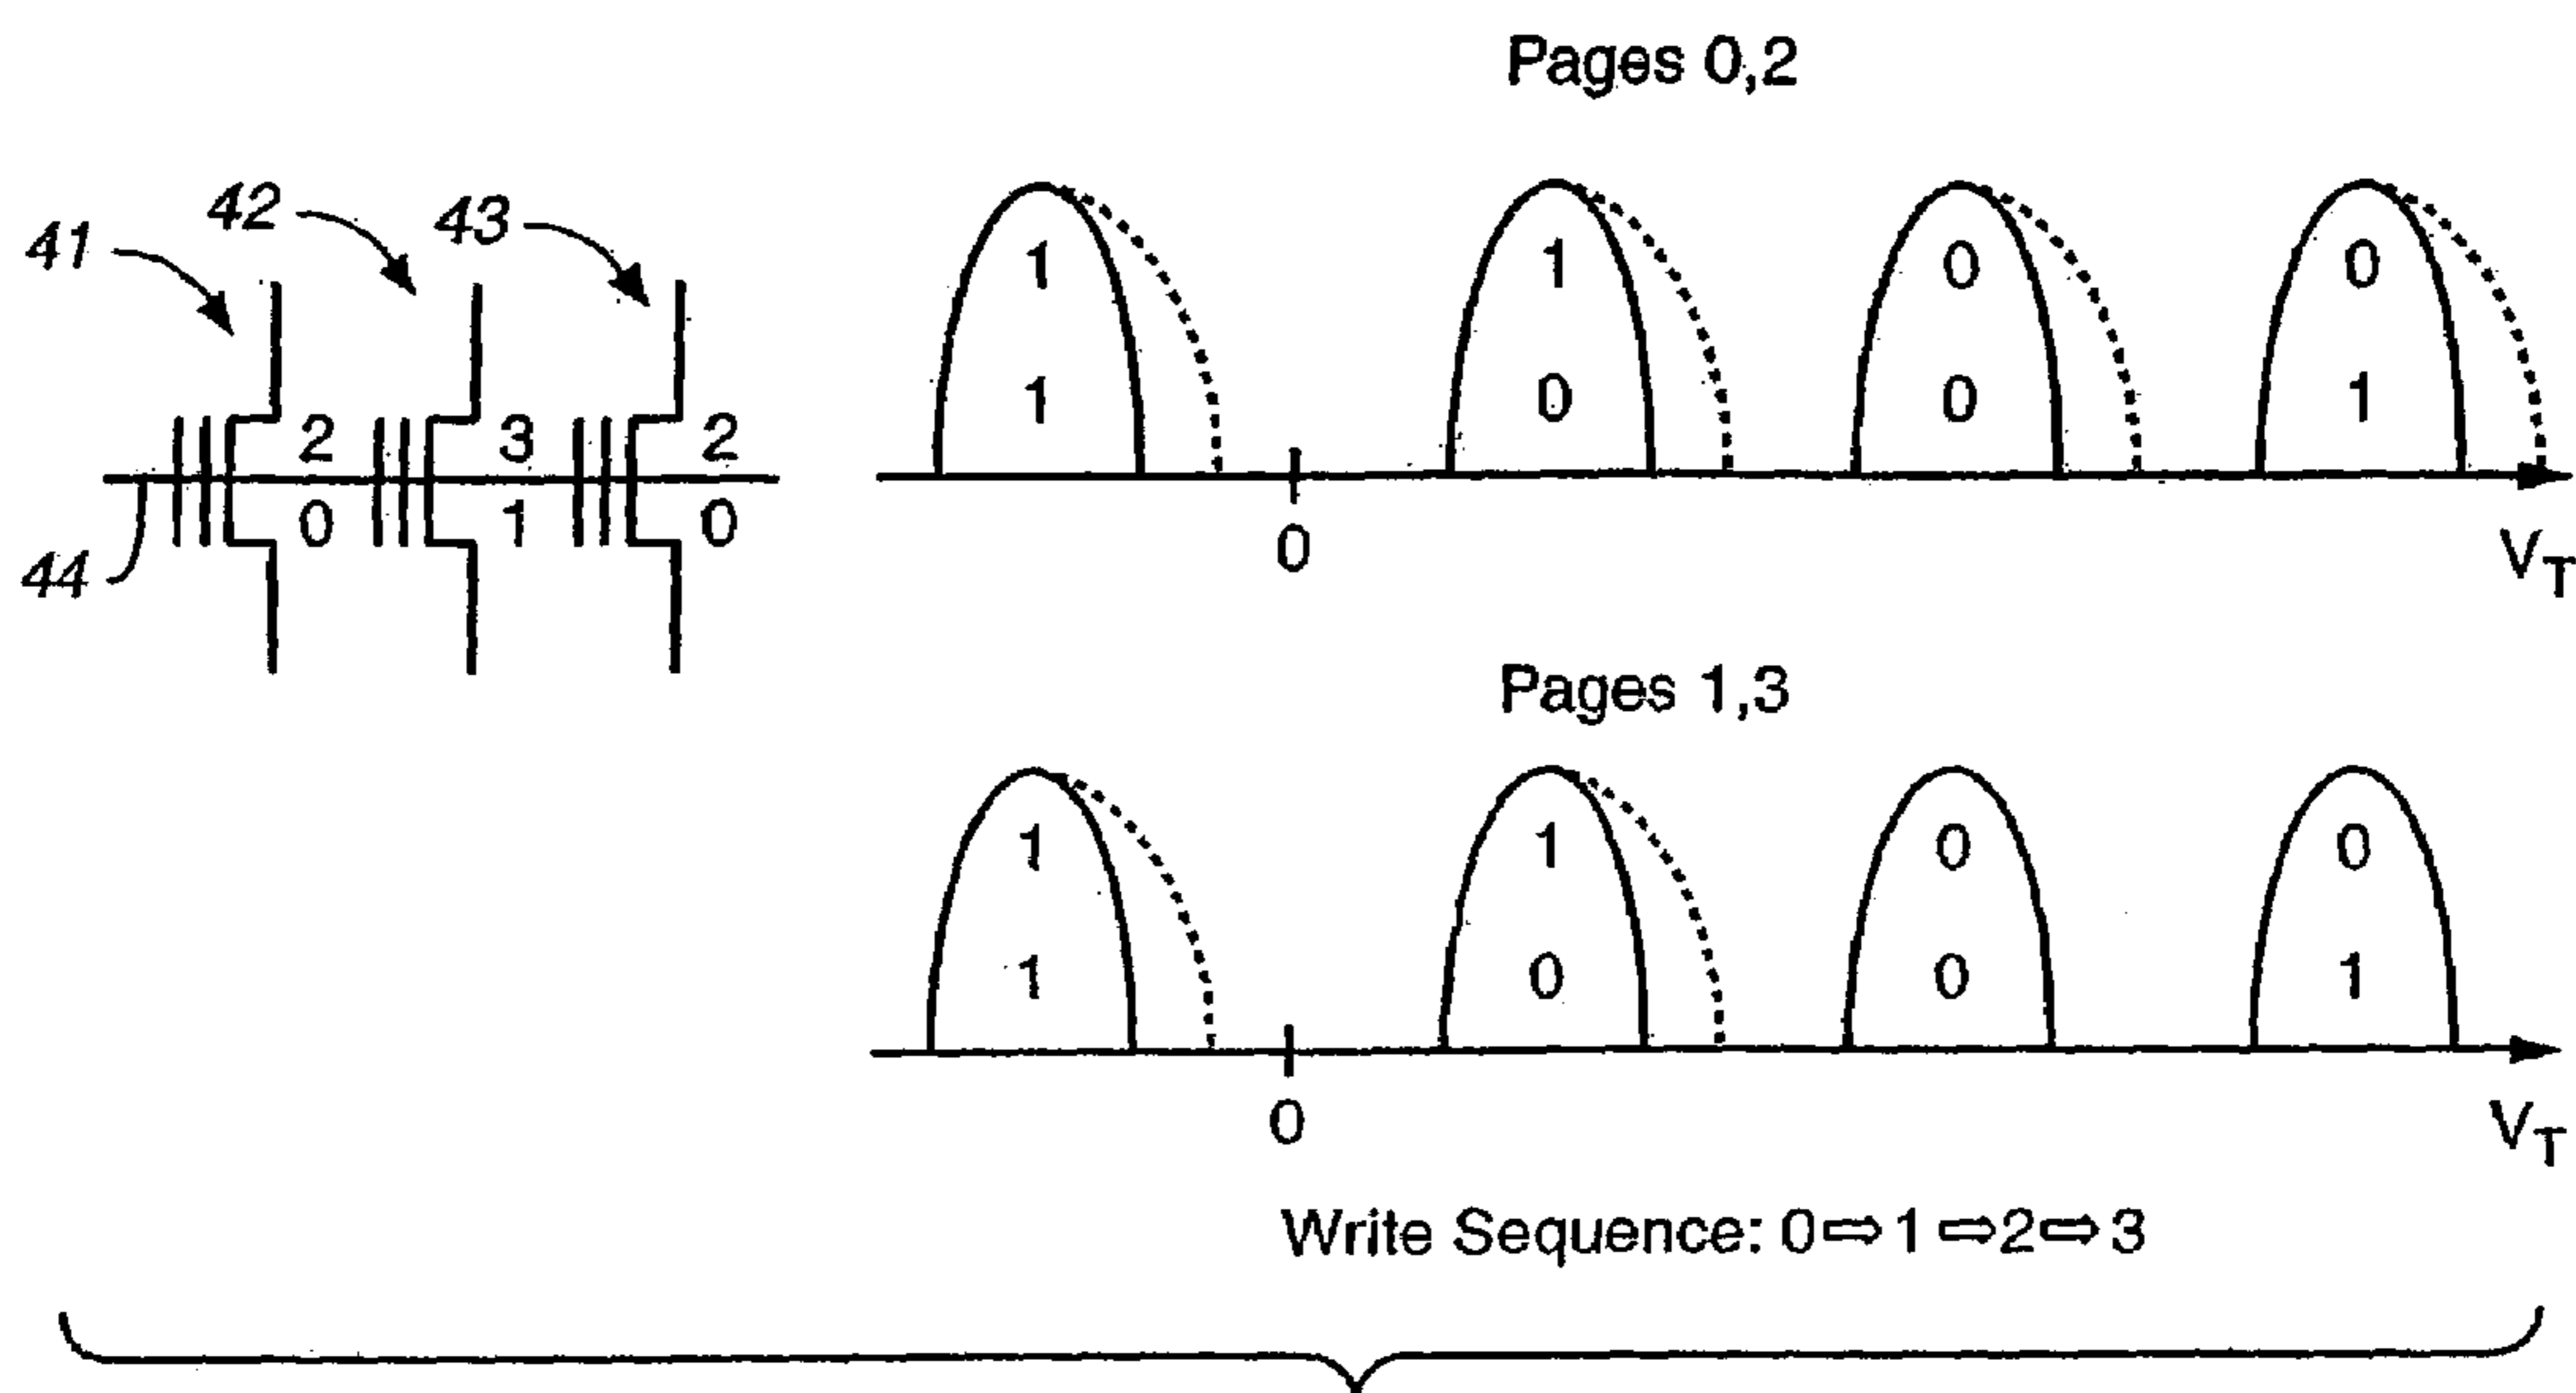 Pages 0,2
41 42 43
1 1 0 0
1 0 0 1
2 3 2
0 1 0
44
0 V_T
Pages 1,3
1 1 0 0
1 0 0 1
0 V_T
Write Sequence: 0⇨1⇨2⇨3